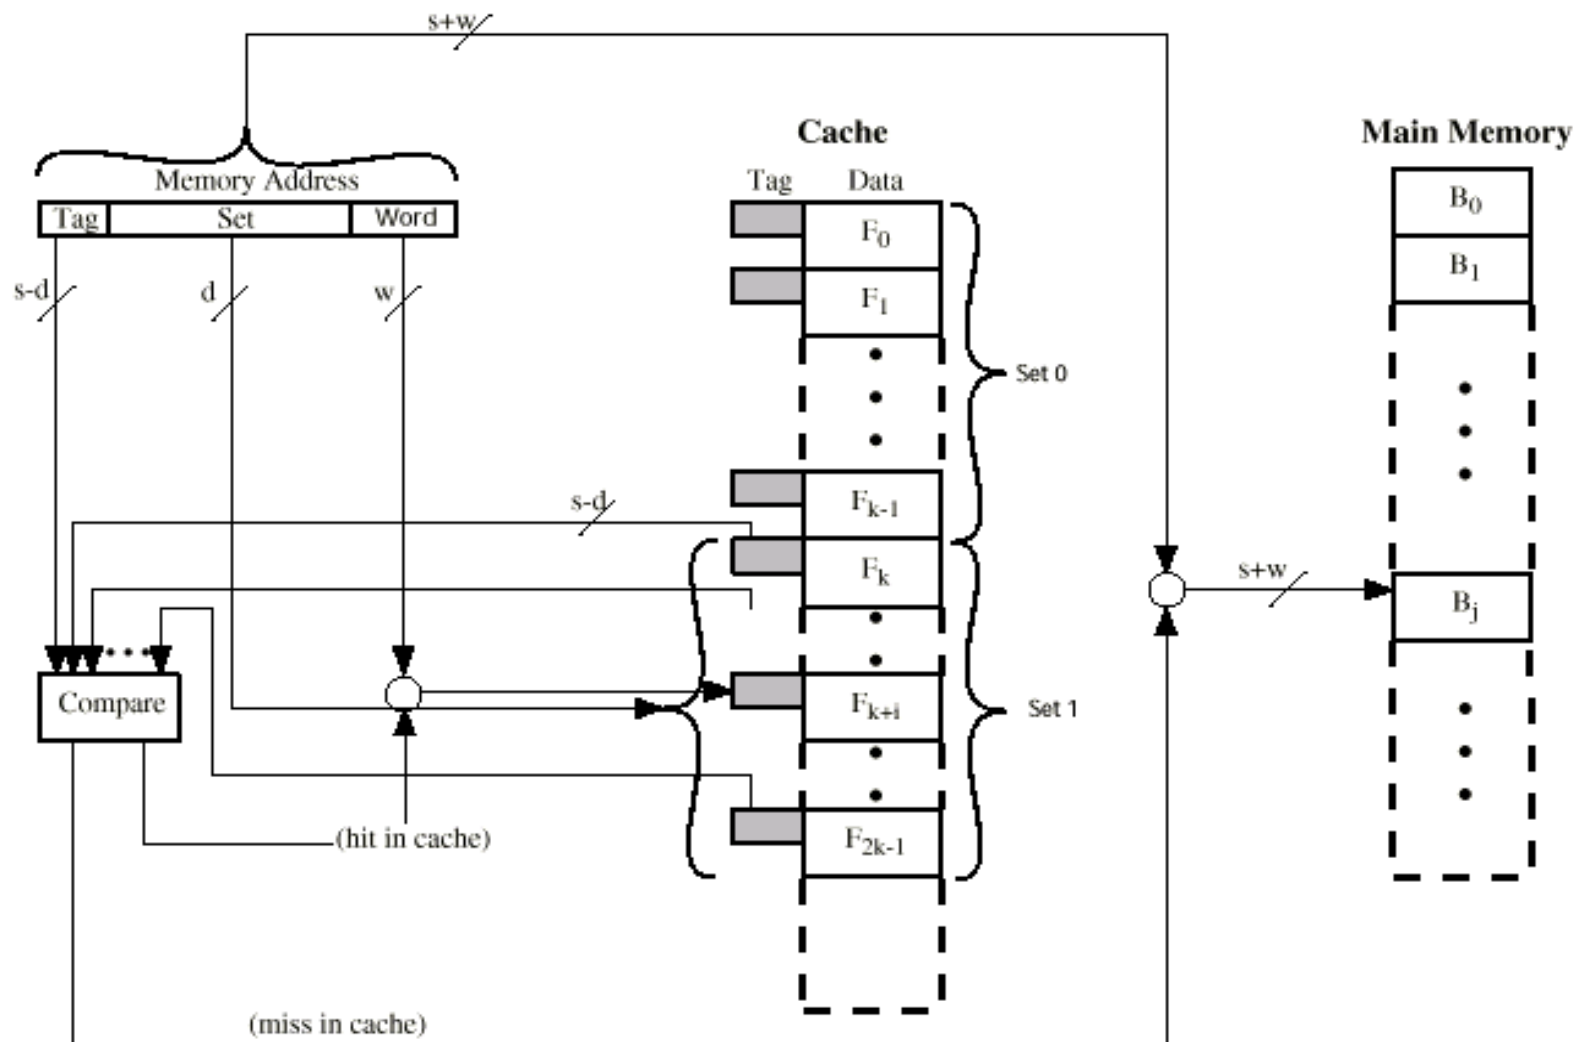 s+w
Cache
Main Memory
Memory Address
Tag
Data
Tag
Set
Word
F0
B0
B1
s-d
d
w
F1
Set 0
s-d
Fk-1
Fk
s+w
Bj
Compare
Fk+i
Set 1
(hit in cache)
F2k-1
(miss in cache)